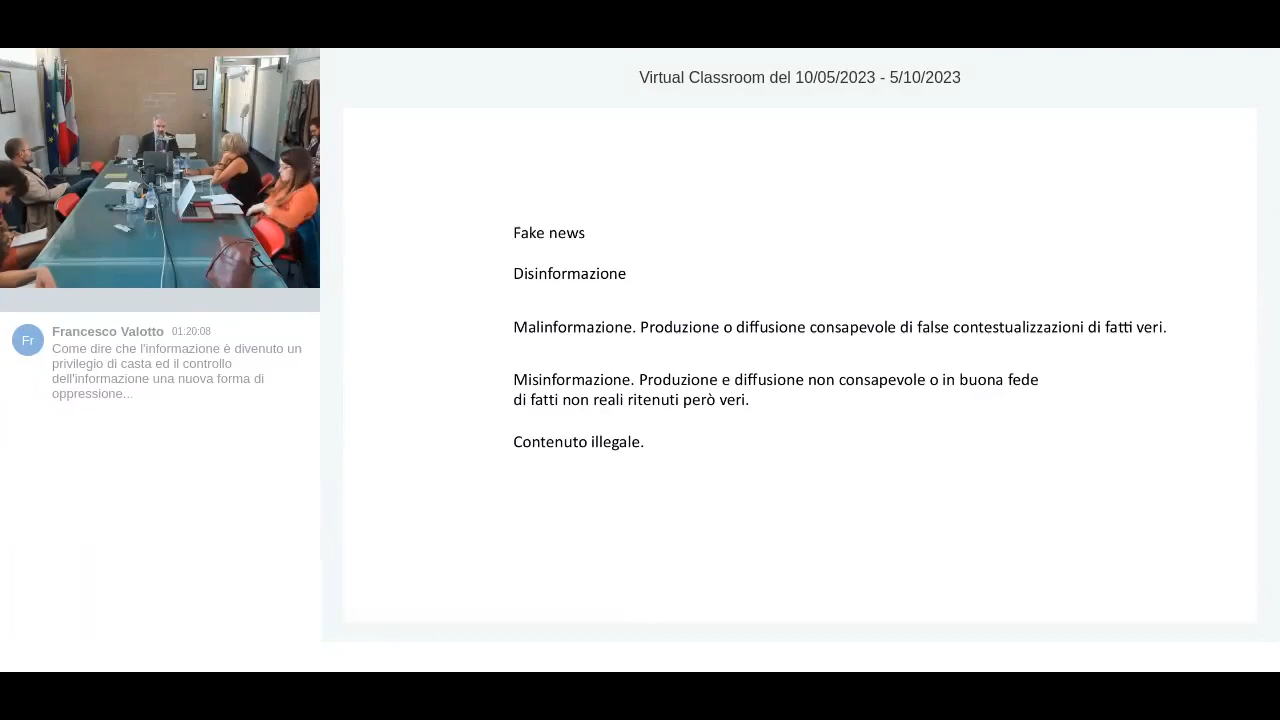 Virtual Classroom del 10/05/2023 - 5/10/2023
Fr
Francesco Valotto 01:20:08
Come dire che l'informazione è divenuto un
privilegio di casta ed il controllo
dell'informazione una nuova forma di
oppressione...
Fake news
Disinformazione
Malinformazione. Produzione o diffusione consapevole di false contestualizzazioni di fatti veri.
Misinformazione. Produzione e diffusione non consapevole o in buona fede
di fatti non reali ritenuti però veri.
Contenuto illegale.